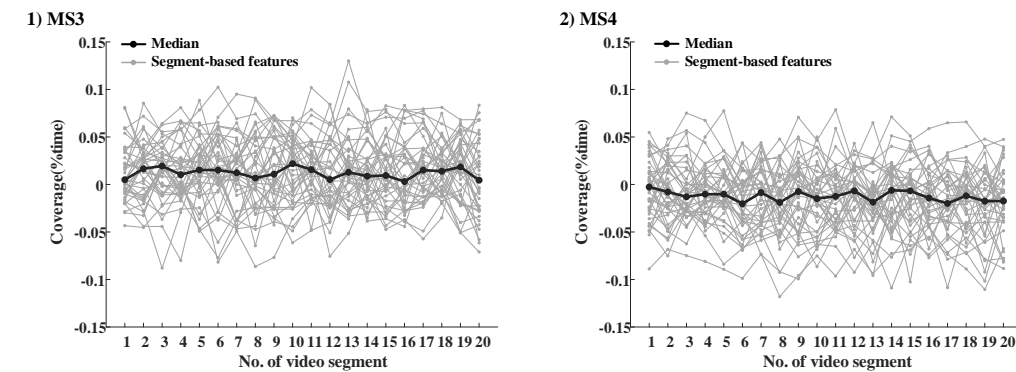 1) MS3
Median
Segment-based features
0.15
0.1
0.05
0
-0.05
-0.1
-0.15
Coverage(%time)
1 2 3 4 5 6 7 8 9 10 11 12 13 14 15 16 17 18 19 20
No. of video segment
2) MS4
Median
Segment-based features
0.15
0.1
0.05
0
-0.05
-0.1
-0.15
Coverage(%time)
1 2 3 4 5 6 7 8 9 10 11 12 13 14 15 16 17 18 19 20
No. of video segment